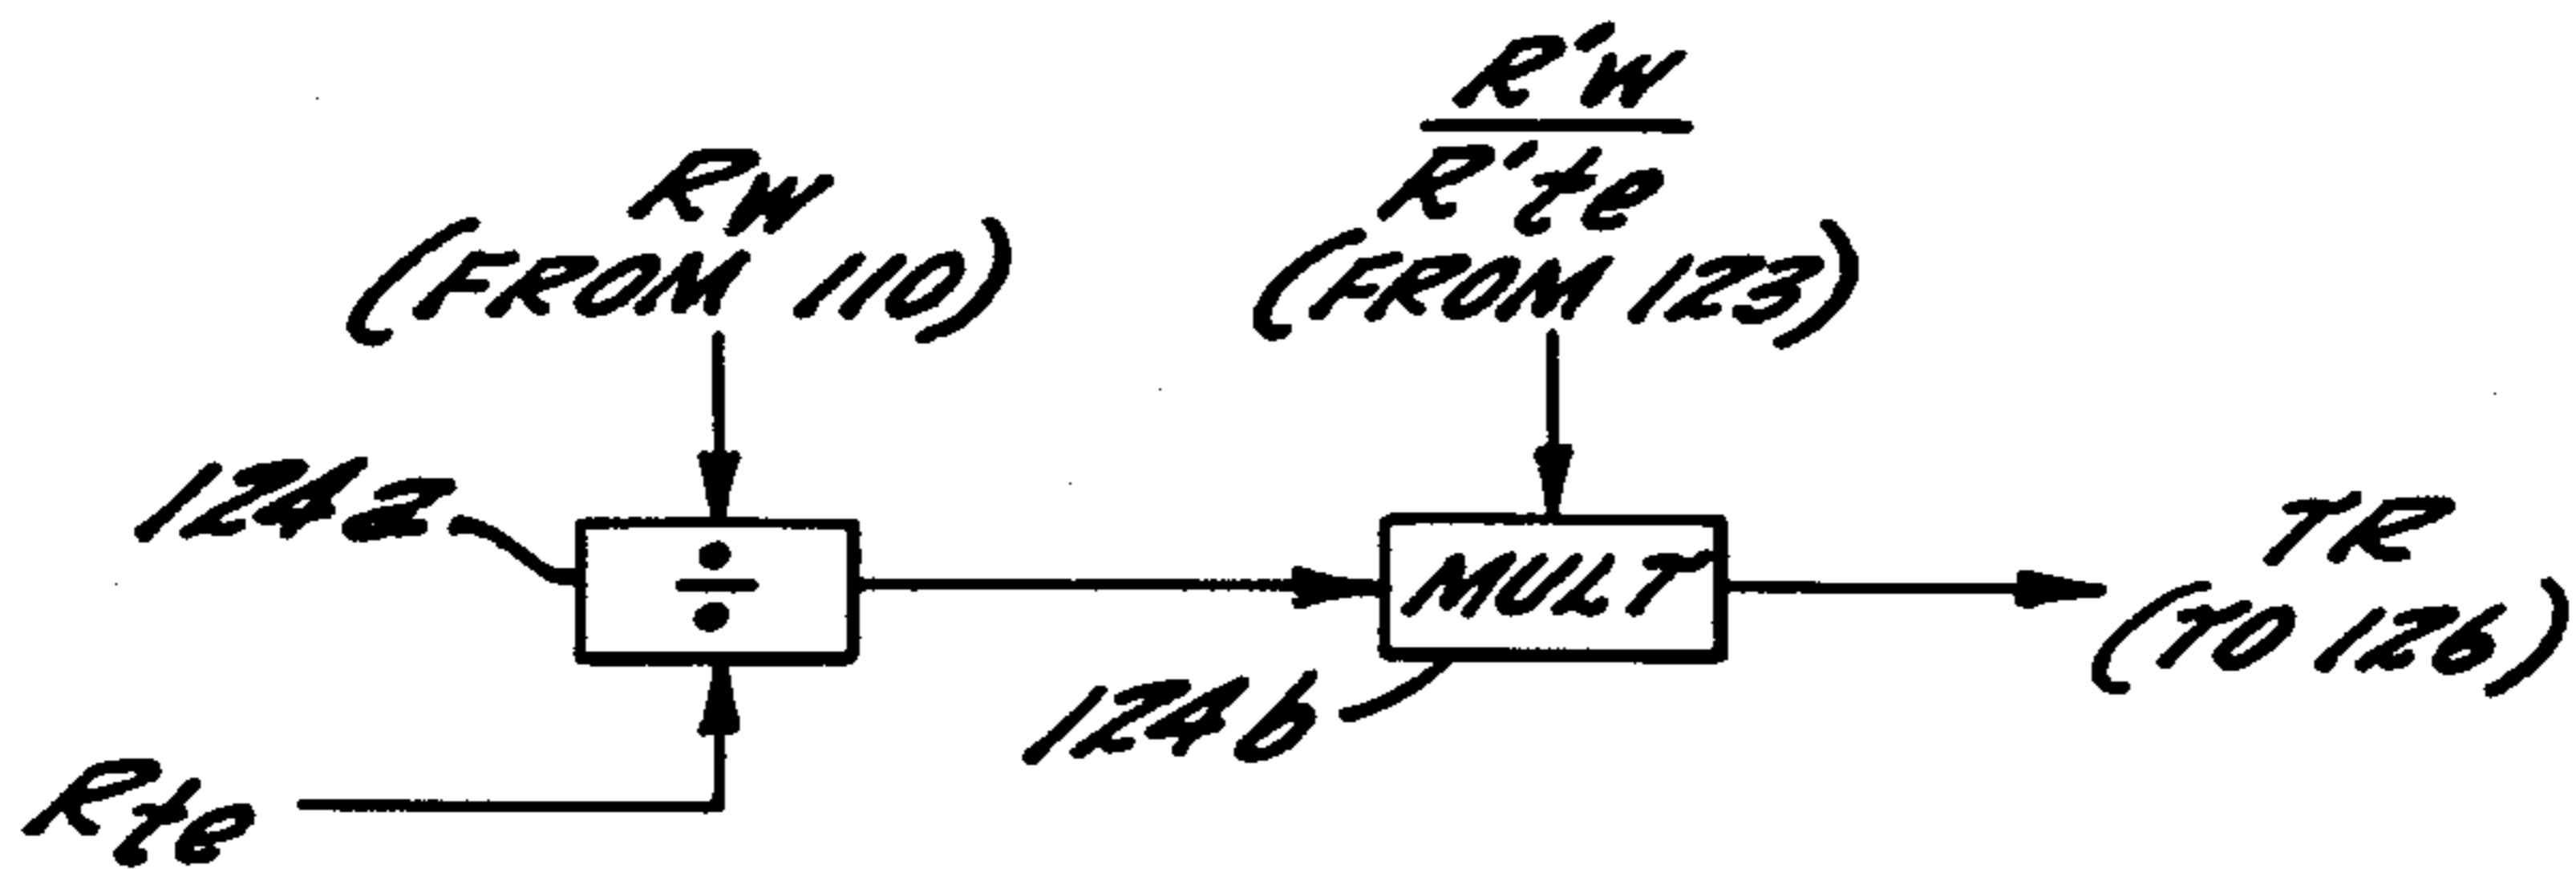 R'w
R'te
(FROM 123)
Rw
(FROM 110)
124a
÷
MULT
TR
(TO 126)
124b
Rte